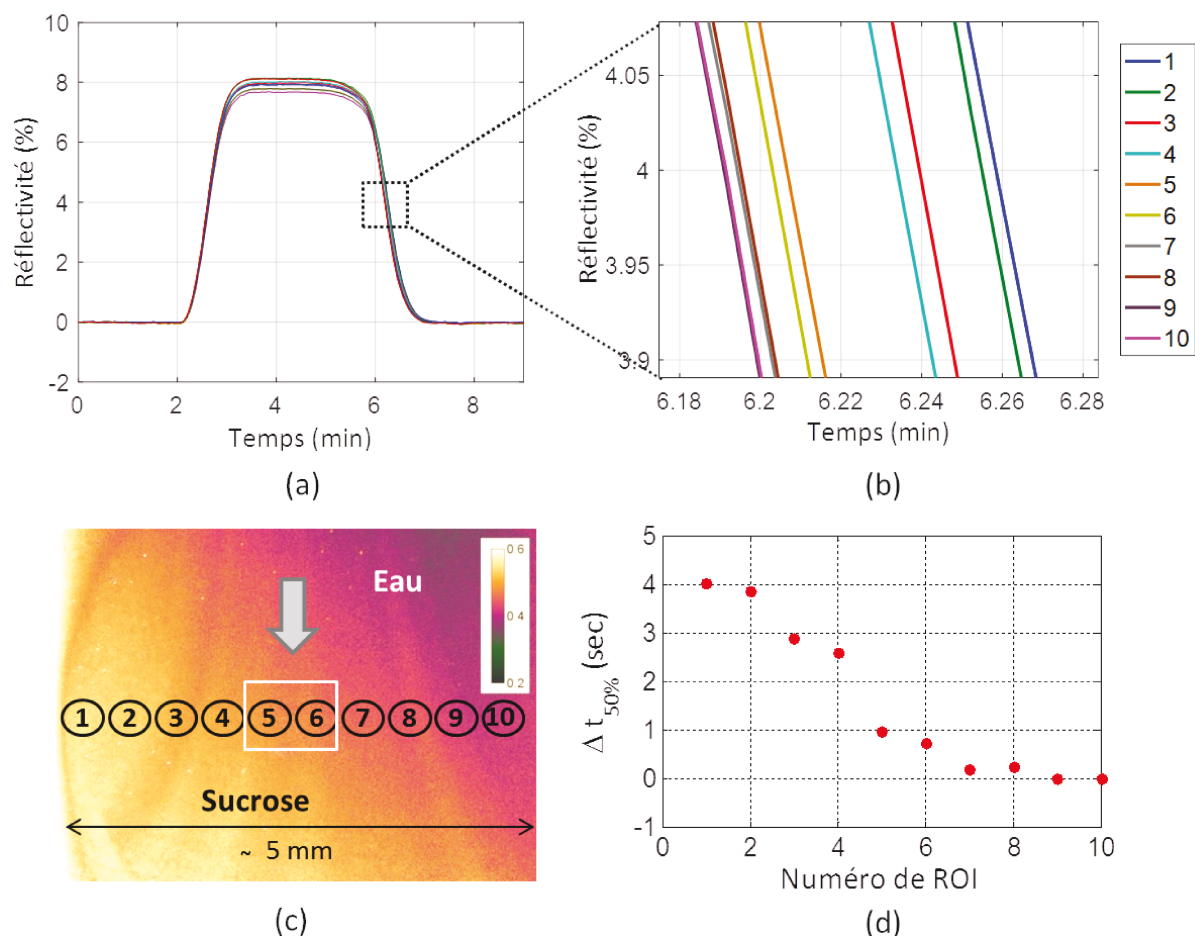 10
8
6
4
2
0
-2
Réflectivité (%)
0 2 4 6 8
Temps (min)
(a)
4.05
4
3.95
3.9
Réflectivité (%)
6.18 6.2 6.22 6.24 6.26 6.28
Temps (min)
(b)
1
2
3
4
5
6
7
8
9
10
Eau
0.6
0.4
0.2
1 2 3 4 5 6 7 8 9 10
Sucrose
~ 5 mm
(c)
5
4
3
2
1
0
-1
Δ t50% (sec)
0 2 4 6 8 10
Numéro de ROI
(d)